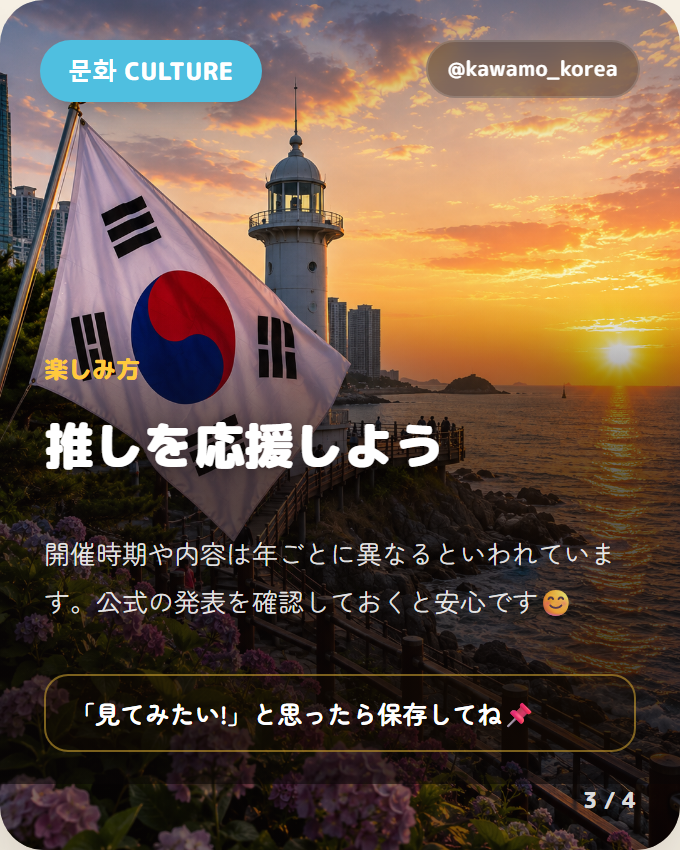 문화 CULTURE
@kawamo_korea
楽しみ方
推しを応援しよう
開催時期や内容は年ごとに異なるといわれていま
す。公式の発表を確認しておくと安心です😊
「見てみたい!」と思ったら保存してね📌
3 / 4